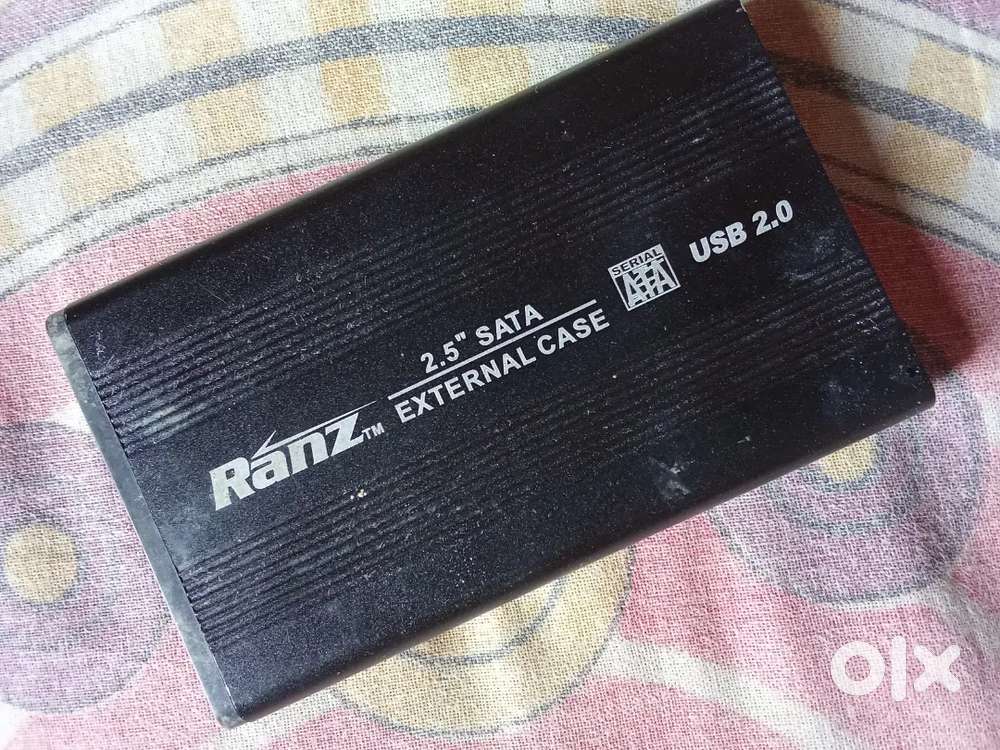 Ranz™
2.5" SATA
EXTERNAL CASE
SERIAL
ATA
USB 2.0
olx